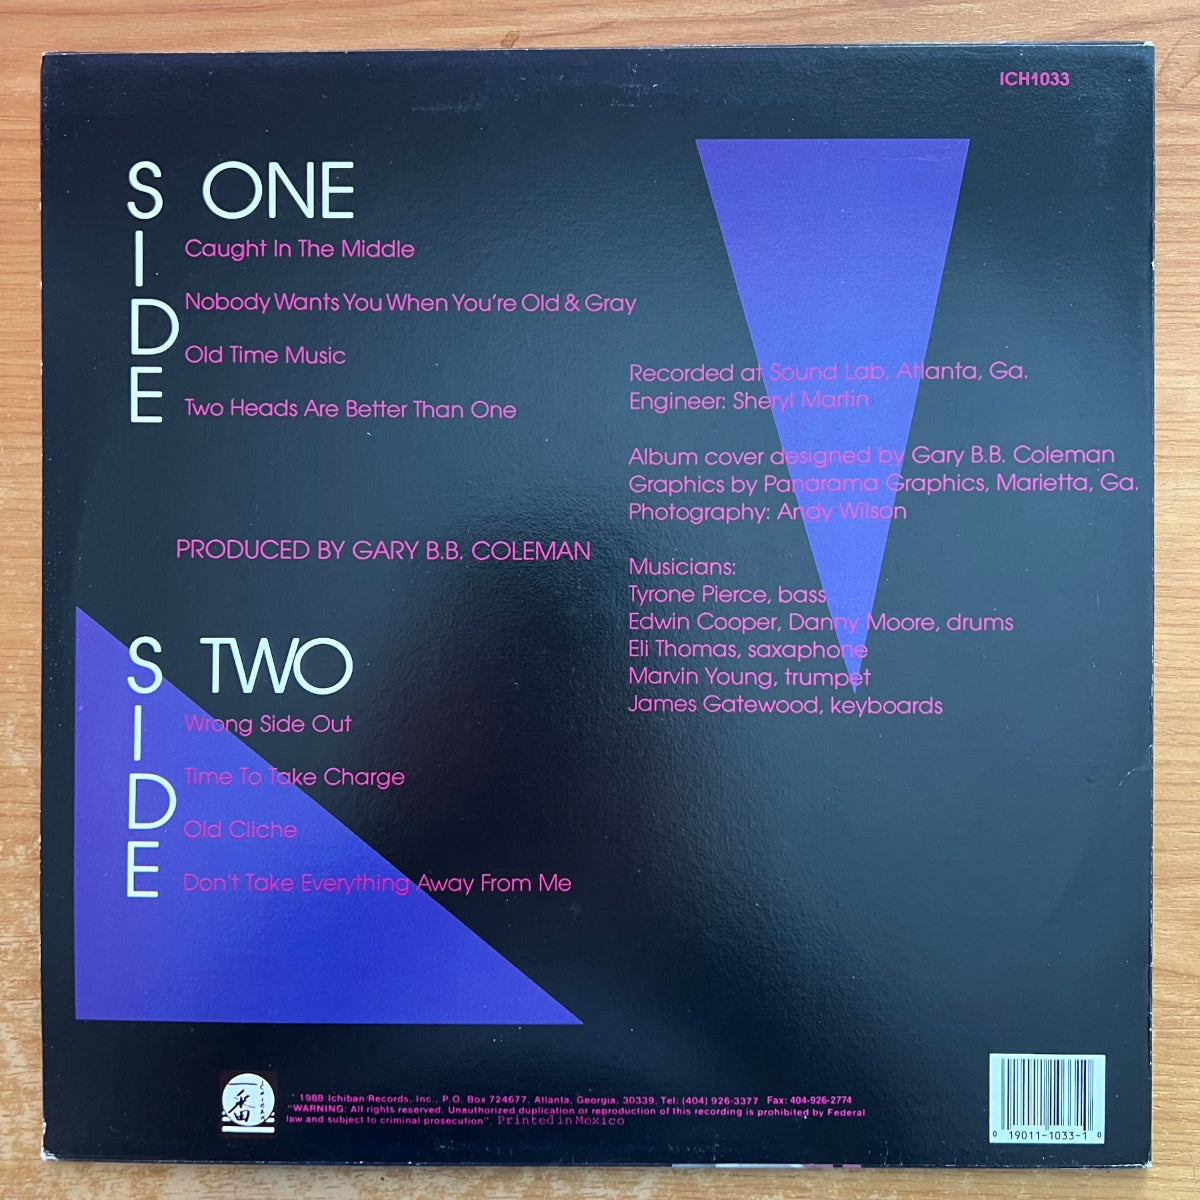 ICH1033
SIDE ONE
Caught In The Middle
Nobody Wants You When You're Old & Gray
Old Time Music
Two Heads Are Better Than One
PRODUCED BY GARY B.B. COLEMAN
SIDE TWO
Wrong Side Out
Time To Take Charge
Old Cliche
Don't Take Everything Away From Me
Recorded at Sound Lab, Atlanta, Ga.
Engineer: Sheryl Martin
Album cover designed by Gary B.B. Coleman
Graphics by Panarama Graphics, Marietta, Ga.
Photography: Andy Wilson
Musicians:
Tyrone Pierce, bass
Edwin Cooper, Danny Moore, drums
Eli Thomas, saxaphone
Marvin Young, trumpet
James Gatewood, keyboards
一番
ICHIBAN
1988 Ichiban Records, Inc., P.O. Box 724677, Atlanta, Georgia, 30339, Tel: (404) 926-3377 Fax: 404-926-2774
"WARNING: All rights reserved. Unauthorized duplication or reproduction of this recording is prohibited by Federal
law and subject to criminal prosecution". Printed in Mexico
0 19011-1033-1 0